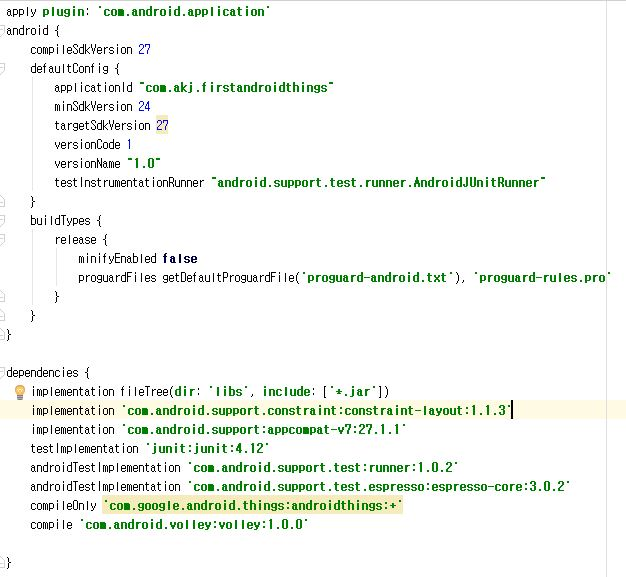 apply plugin: 'com.android.application'
android {
    compileSdkVersion 27
    defaultConfig {
        applicationId "com.akj.firstandroidthings"
        minSdkVersion 24
        targetSdkVersion 27
        versionCode 1
        versionName "1.0"
        testInstrumentationRunner "android.support.test.runner.AndroidJUnitRunner"
    }
    buildTypes {
        release {
            minifyEnabled false
            proguardFiles getDefaultProguardFile('proguard-android.txt'), 'proguard-rules.pro'
        }
    }
}

dependencies {
    implementation fileTree(dir: 'libs', include: ['*.jar'])
    implementation 'com.android.support.constraint:constraint-layout:1.1.3'
    implementation 'com.android.support:appcompat-v7:27.1.1'
    testImplementation 'junit:junit:4.12'
    androidTestImplementation 'com.android.support.test:runner:1.0.2'
    androidTestImplementation 'com.android.support.test.espresso:espresso-core:3.0.2'
    compileOnly 'com.google.android.things:androidthings:+'
    compile 'com.android.volley:volley:1.0.0'

}